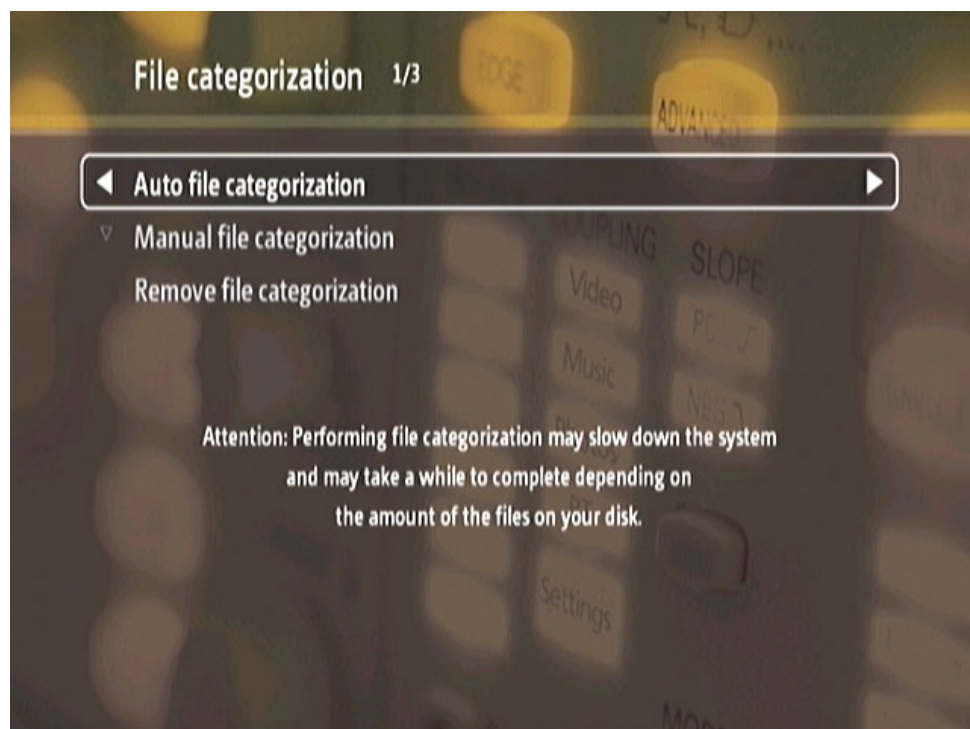 File categorization 1/3
EDGE
ADVANCED
Auto file categorization
COUPLING
SLOPE
Manual file categorization
Video
Remove file categorization
Music
Attention: Performing file categorization may slow down the system
and may take a while to complete depending on
the amount of the files on your disk.
Settings